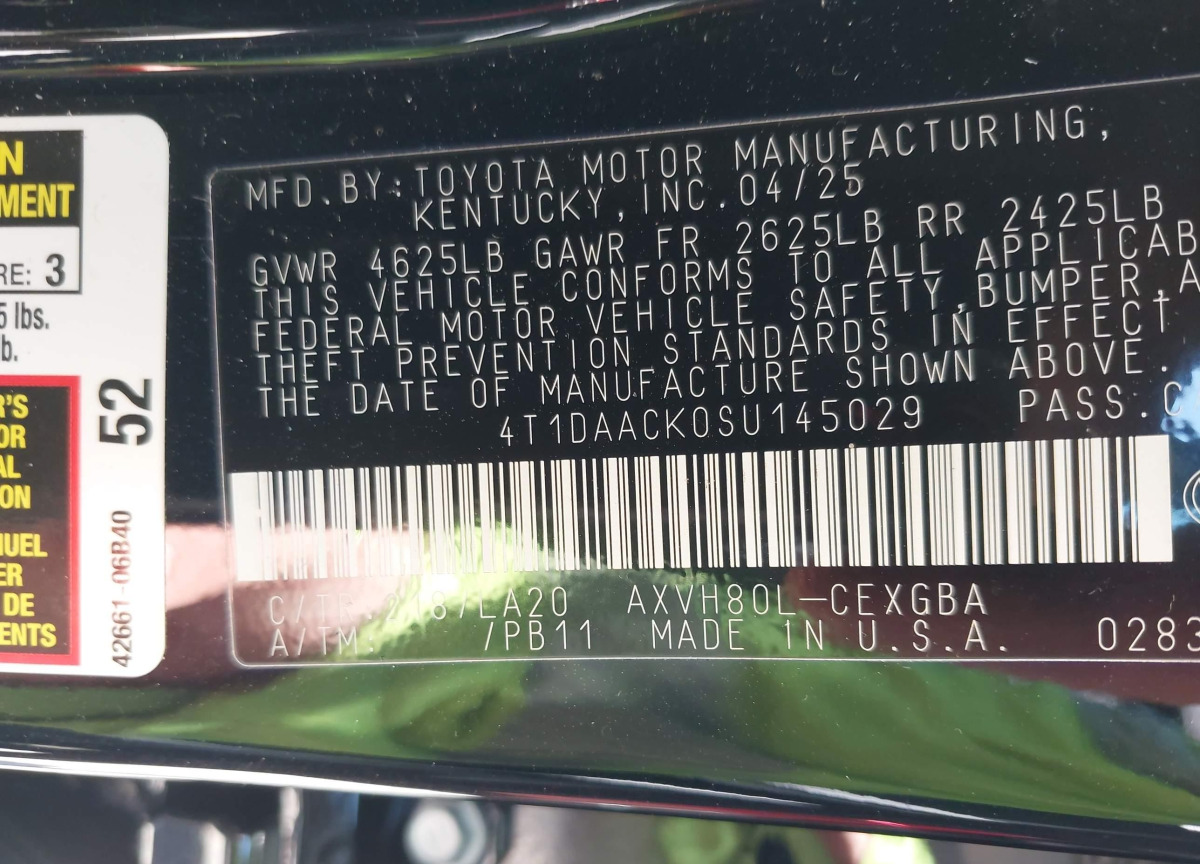 N
MENT
RE: 3
5 lbs.
b.
R'S
OR
AL
ON
NUEL
ER
DE
ENTS
52
42661-06B40
MFD.BY:TOYOTA MOTOR MANUFACTURING,
KENTUCKY,INC.04/25
GVWR 4625LB GAWR FR 2625LB RR 2425LB
THIS VEHICLE CONFORMS TO ALL APPLICAB
FEDERAL MOTOR VEHICLE SAFETY,BUMPER,A
THEFT PREVENTION STANDARDS IN EFFECT
THE DATE OF MANUFACTURE SHOWN ABOVE.
4T1DAACK0SU145029 PASS.C
C/TR: /LA20 AXVH80L-CEXGBA
A/TM: /PB11 MADE IN U.S.A. 0283